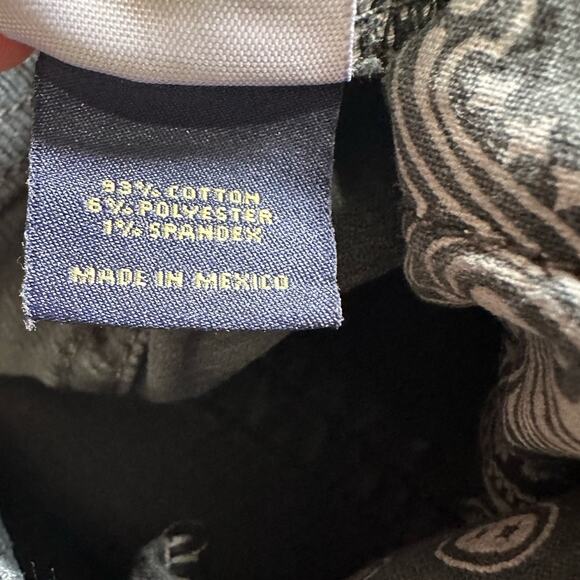 93% COTTON
6% POLYESTER
1% SPANDEX
MADE IN MEXICO